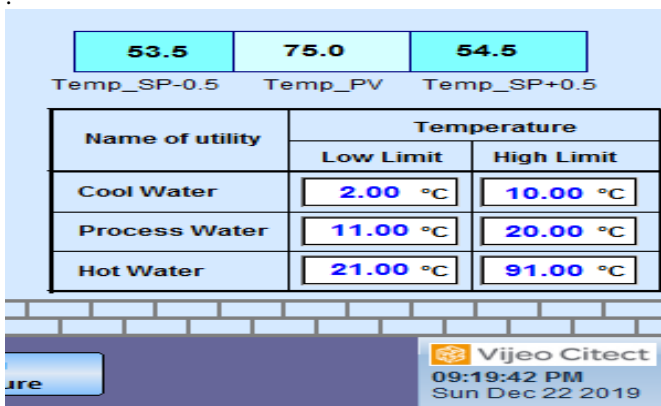 53.5 75.0 54.5
Temp_SP-0.5 Temp_PV Temp_SP+0.5
Name of utility Temperature
Low Limit High Limit
Cool Water 2.00 °C 10.00 °C
Process Water 11.00 °C 20.00 °C
Hot Water 21.00 °C 91.00 °C
Vijeo Citect
ure 09:19:42 PM
Sun Dec 22 2019